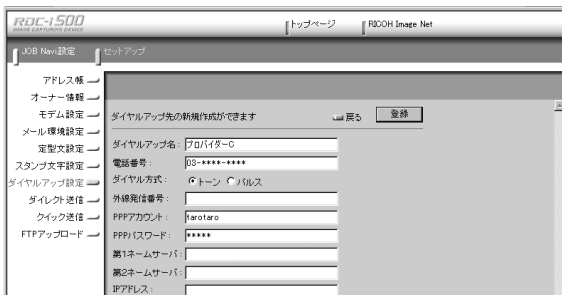 RDC-i500
IMAGE CAPTURING DEVICE
トップページ
RICOH Image Net
JOB Navi設定
セットアップ
アドレス帳
オーナー情報
モデム設定
メール環境設定
定型文設定
スタンプ文字設定
ダイヤルアップ設定
ダイレクト送信
クイック送信
FTPアップロード
ダイヤルアップ先の新規作成ができます
戻る
登録
ダイヤルアップ名：プロバイダーC
電話番号：03-****-****
ダイヤル方式：トーン パルス
外線発信番号：
PPPアカウント：tarotaro
PPPパスワード：*****
第1ネームサーバ：
第2ネームサーバ：
IPアドレス：